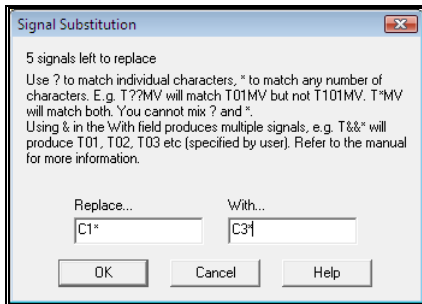 Signal Substitution
5 signals left to replace
Use ? to match individual characters, * to match any number of
characters. E.g. T??MV will match T01MV but not T101MV. T*MV
will match both. You cannot mix ? and *.
Using & in the With field produces multiple signals, e.g. T&&* will
produce T01, T02, T03 etc (specified by user). Refer to the manual
for more information.
Replace... With...
C1* C3*
OK Cancel Help